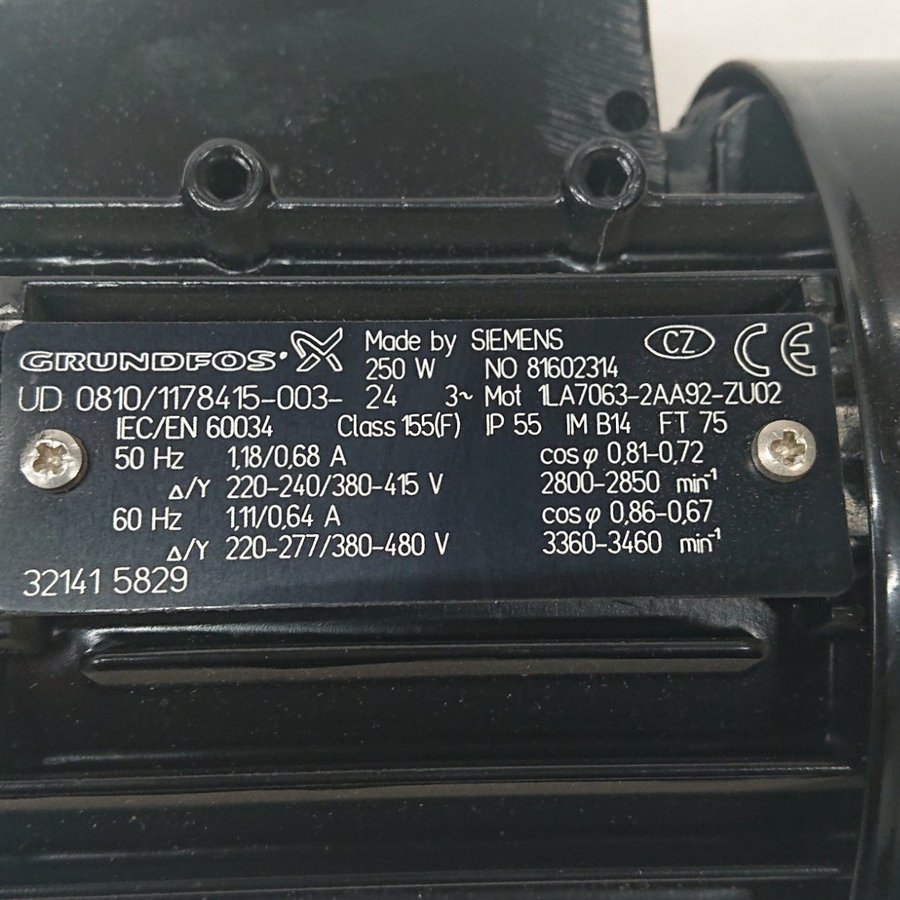 GRUNDFOS Made by SIEMENS CZ CE
250 W NO 81602314
UD 0810/1178415-003- 24 3~ Mot 1LA7063-2AA92-ZU02
IEC/EN 60034 Class 155(F) IP 55 IM B14 FT 75
50 Hz 1,18/0,68 A cos φ 0,81-0,72
Δ/Y 220-240/380-415 V 2800-2850 min⁻¹
60 Hz 1,11/0,64 A cos φ 0,86-0,67
Δ/Y 220-277/380-480 V 3360-3460 min⁻¹
32141 5829